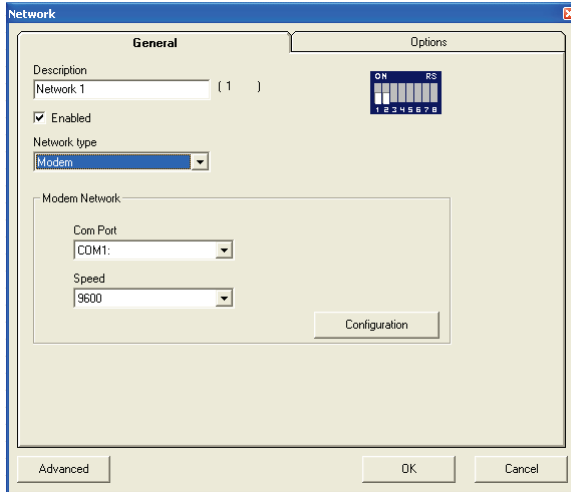 Network
General
Options
Description
Network 1
( 1 )
ON RS
1 2 3 4 5 6 7 8
Enabled
Network type
Modem
Modem Network
Com Port
COM1:
Speed
9600
Configuration
Advanced
OK
Cancel